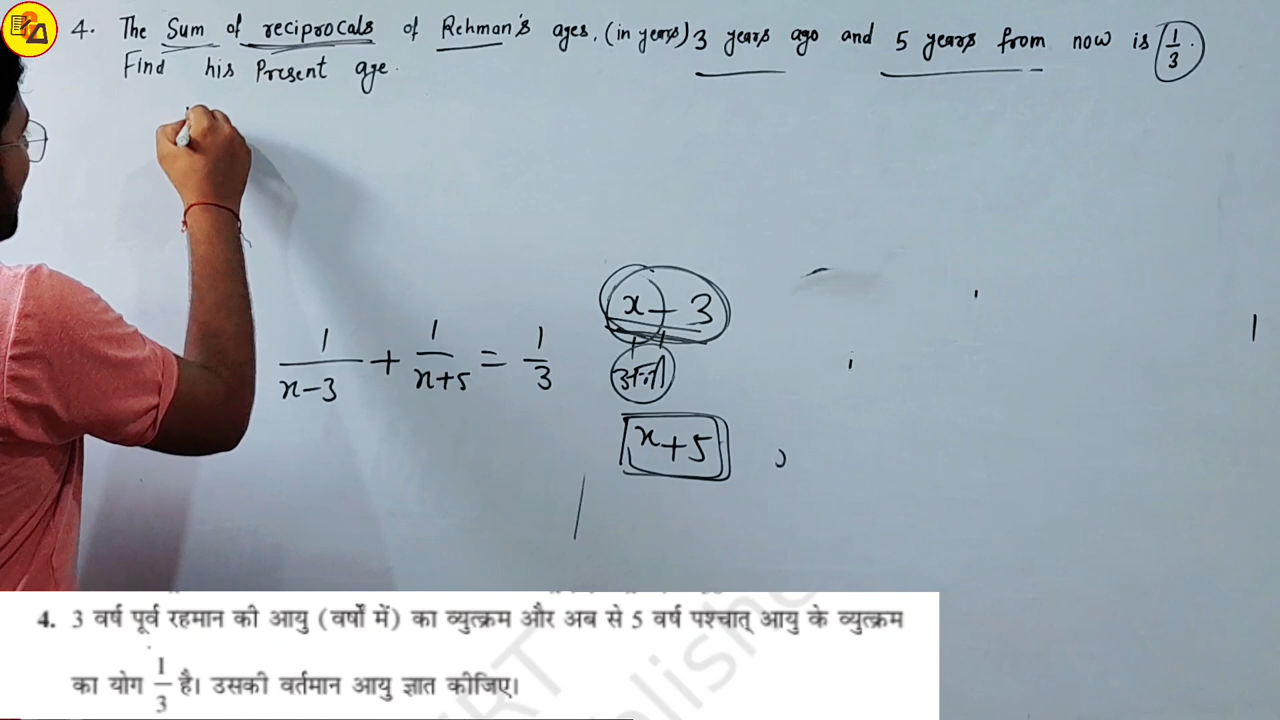 4. The Sum of reciprocals of Rehman's ages, (in years) 3 years ago and 5 years from now is 1/3.
Find his Present age.
x - 3
1/(x-3) + 1/(x+5) = 1/3
अभी
x+5
4. 3 वर्ष पूर्व रहमान की आयु (वर्षों में) का व्युत्क्रम और अब से 5 वर्ष पश्चात् आयु के व्युत्क्रम
का योग 1/3 है। उसकी वर्तमान आयु ज्ञात कीजिए।